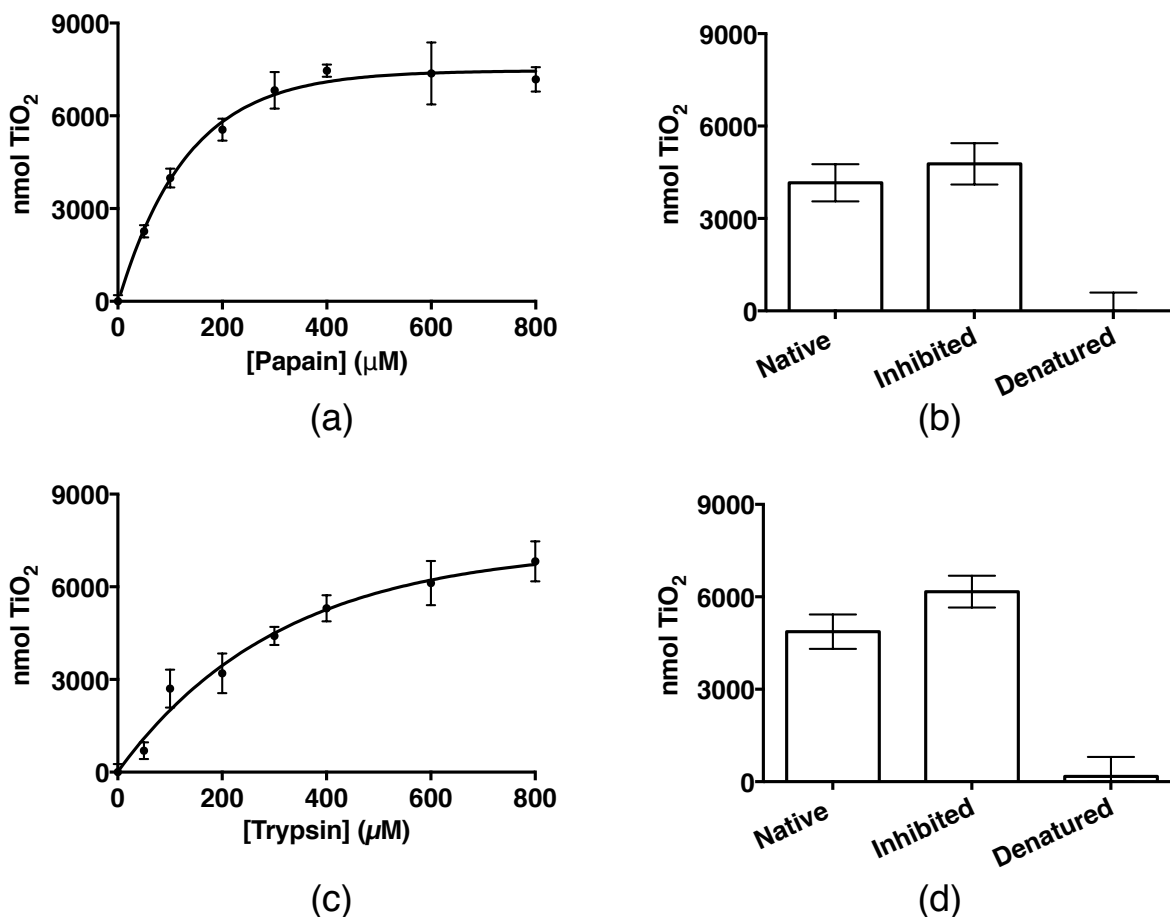 9000
6000
3000
0
nmol TiO₂
0 200 400 600 800
[Papain] (μM)
(a)
9000
6000
3000
0
nmol TiO₂
Native Inhibited Denatured
(b)
9000
6000
3000
0
nmol TiO₂
0 200 400 600 800
[Trypsin] (μM)
(c)
9000
6000
3000
0
nmol TiO₂
Native Inhibited Denatured
(d)